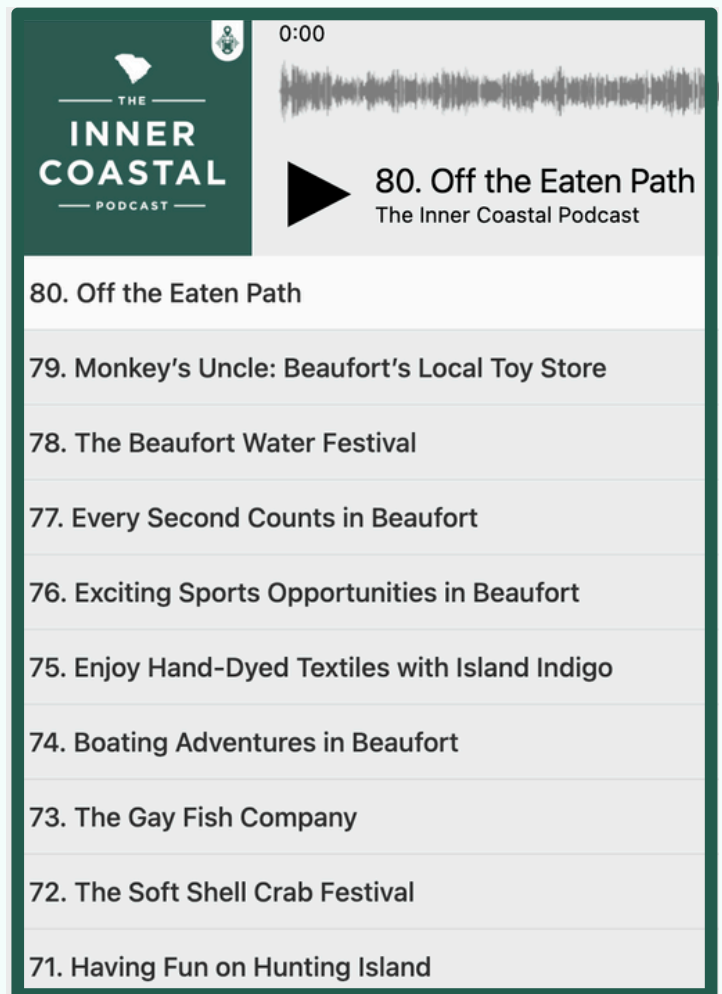 THE
INNER
COASTAL
PODCAST
0:00
80. Off the Eaten Path
The Inner Coastal Podcast
80. Off the Eaten Path
79. Monkey’s Uncle: Beaufort’s Local Toy Store
78. The Beaufort Water Festival
77. Every Second Counts in Beaufort
76. Exciting Sports Opportunities in Beaufort
75. Enjoy Hand-Dyed Textiles with Island Indigo
74. Boating Adventures in Beaufort
73. The Gay Fish Company
72. The Soft Shell Crab Festival
71. Having Fun on Hunting Island